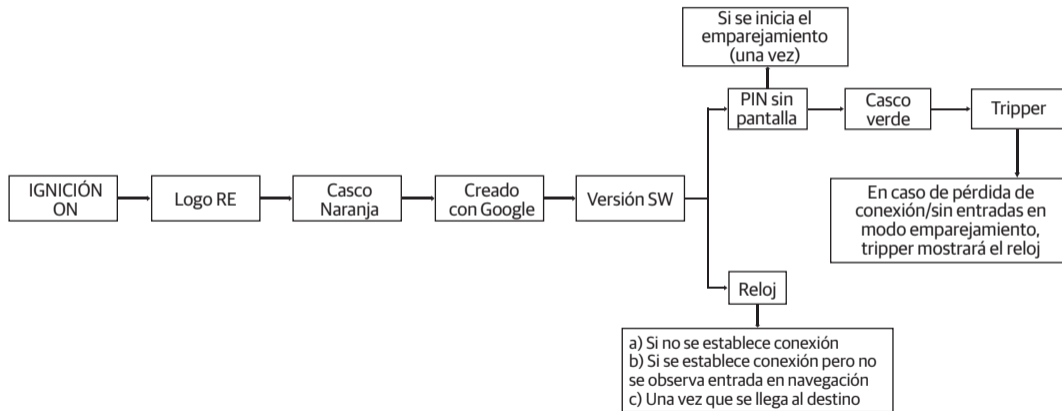 Si se inicia el
emparejamiento
(una vez)
PIN sin
pantalla
Casco
verde
Tripper
IGNICIÓN
ON
Logo RE
Casco
Naranja
Creado
con Google
Versión SW
En caso de pérdida de
conexión/sin entradas en
modo emparejamiento,
tripper mostrará el reloj
Reloj
a) Si no se establece conexión
b) Si se establece conexión pero no
se observa entrada en navegación
c) Una vez que se llega al destino